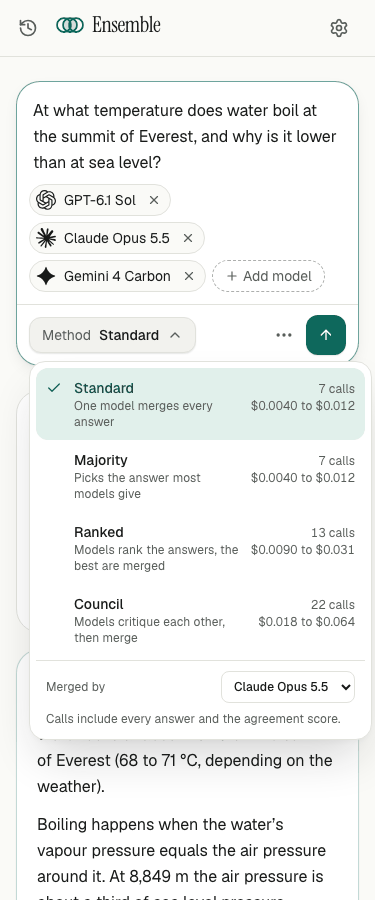 Ensemble
At what temperature does water boil at
the summit of Everest, and why is it lower
than at sea level?
GPT-6.1 Sol
Claude Opus 5.5
Gemini 4 Carbon
+ Add model
Method Standard
Standard 7 calls
One model merges every $0.0040 to $0.012
answer
Majority 7 calls
Picks the answer most $0.0040 to $0.012
models give
Ranked 13 calls
Models rank the answers, the $0.0090 to $0.031
best are merged
Council 22 calls
Models critique each other, $0.018 to $0.064
then merge
Merged by Claude Opus 5.5
Calls include every answer and the agreement score.
of Everest (68 to 71 °C, depending on the
weather).
Boiling happens when the water’s
vapour pressure equals the air pressure
around it. At 8,849 m the air pressure is
about a third of sea level pressure